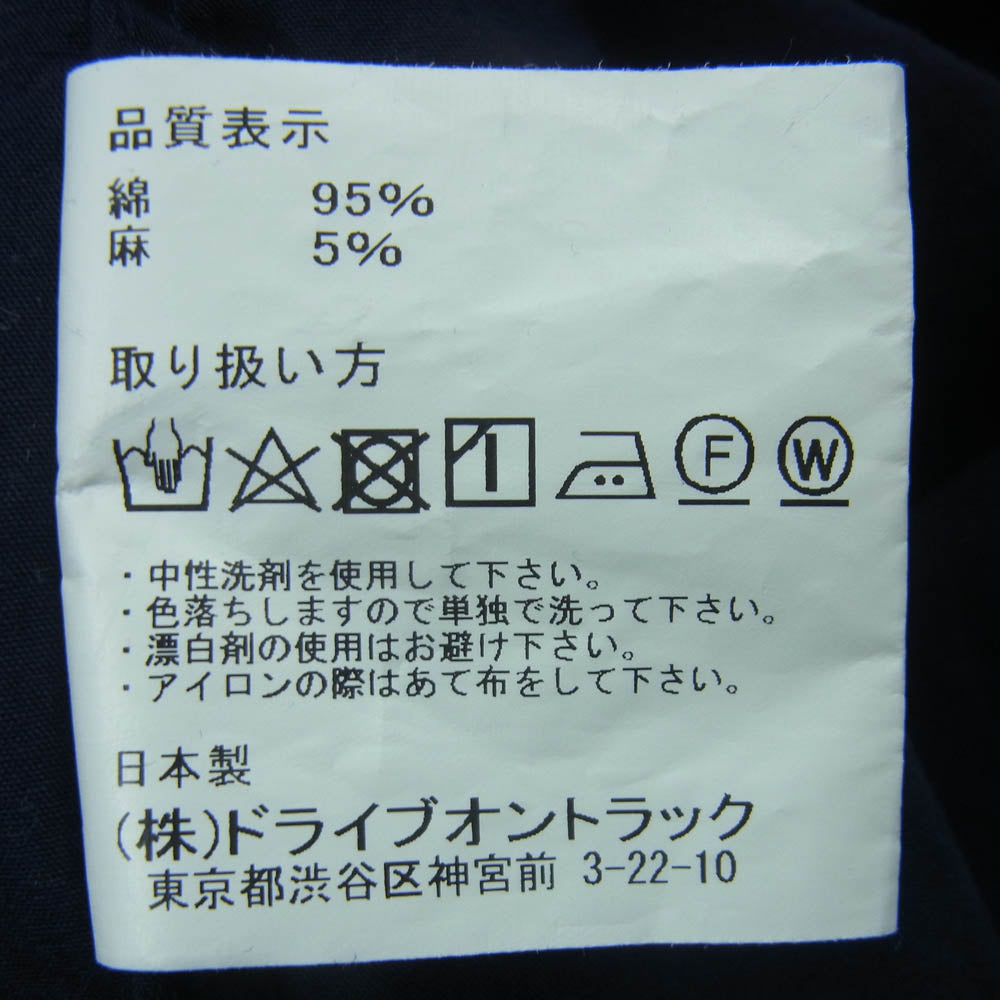 品質表示
綿 95%
麻 5%
取り扱い方
F W
・中性洗剤を使用して下さい。
・色落ちしますので単独で洗って下さい。
・漂白剤の使用はお避け下さい。
・アイロンの際はあて布をして下さい。
日本製
(株)ドライブオントラック
東京都渋谷区神宮前 3-22-10